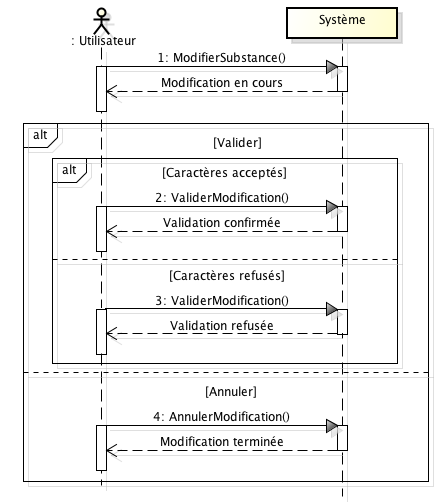 : Utilisateur
Système
1: ModifierSubstance()
Modification en cours
alt
[Valider]
alt
[Caractères acceptés]
2: ValiderModification()
Validation confirmée
[Caractères refusés]
3: ValiderModification()
Validation refusée
[Annuler]
4: AnnulerModification()
Modification terminée